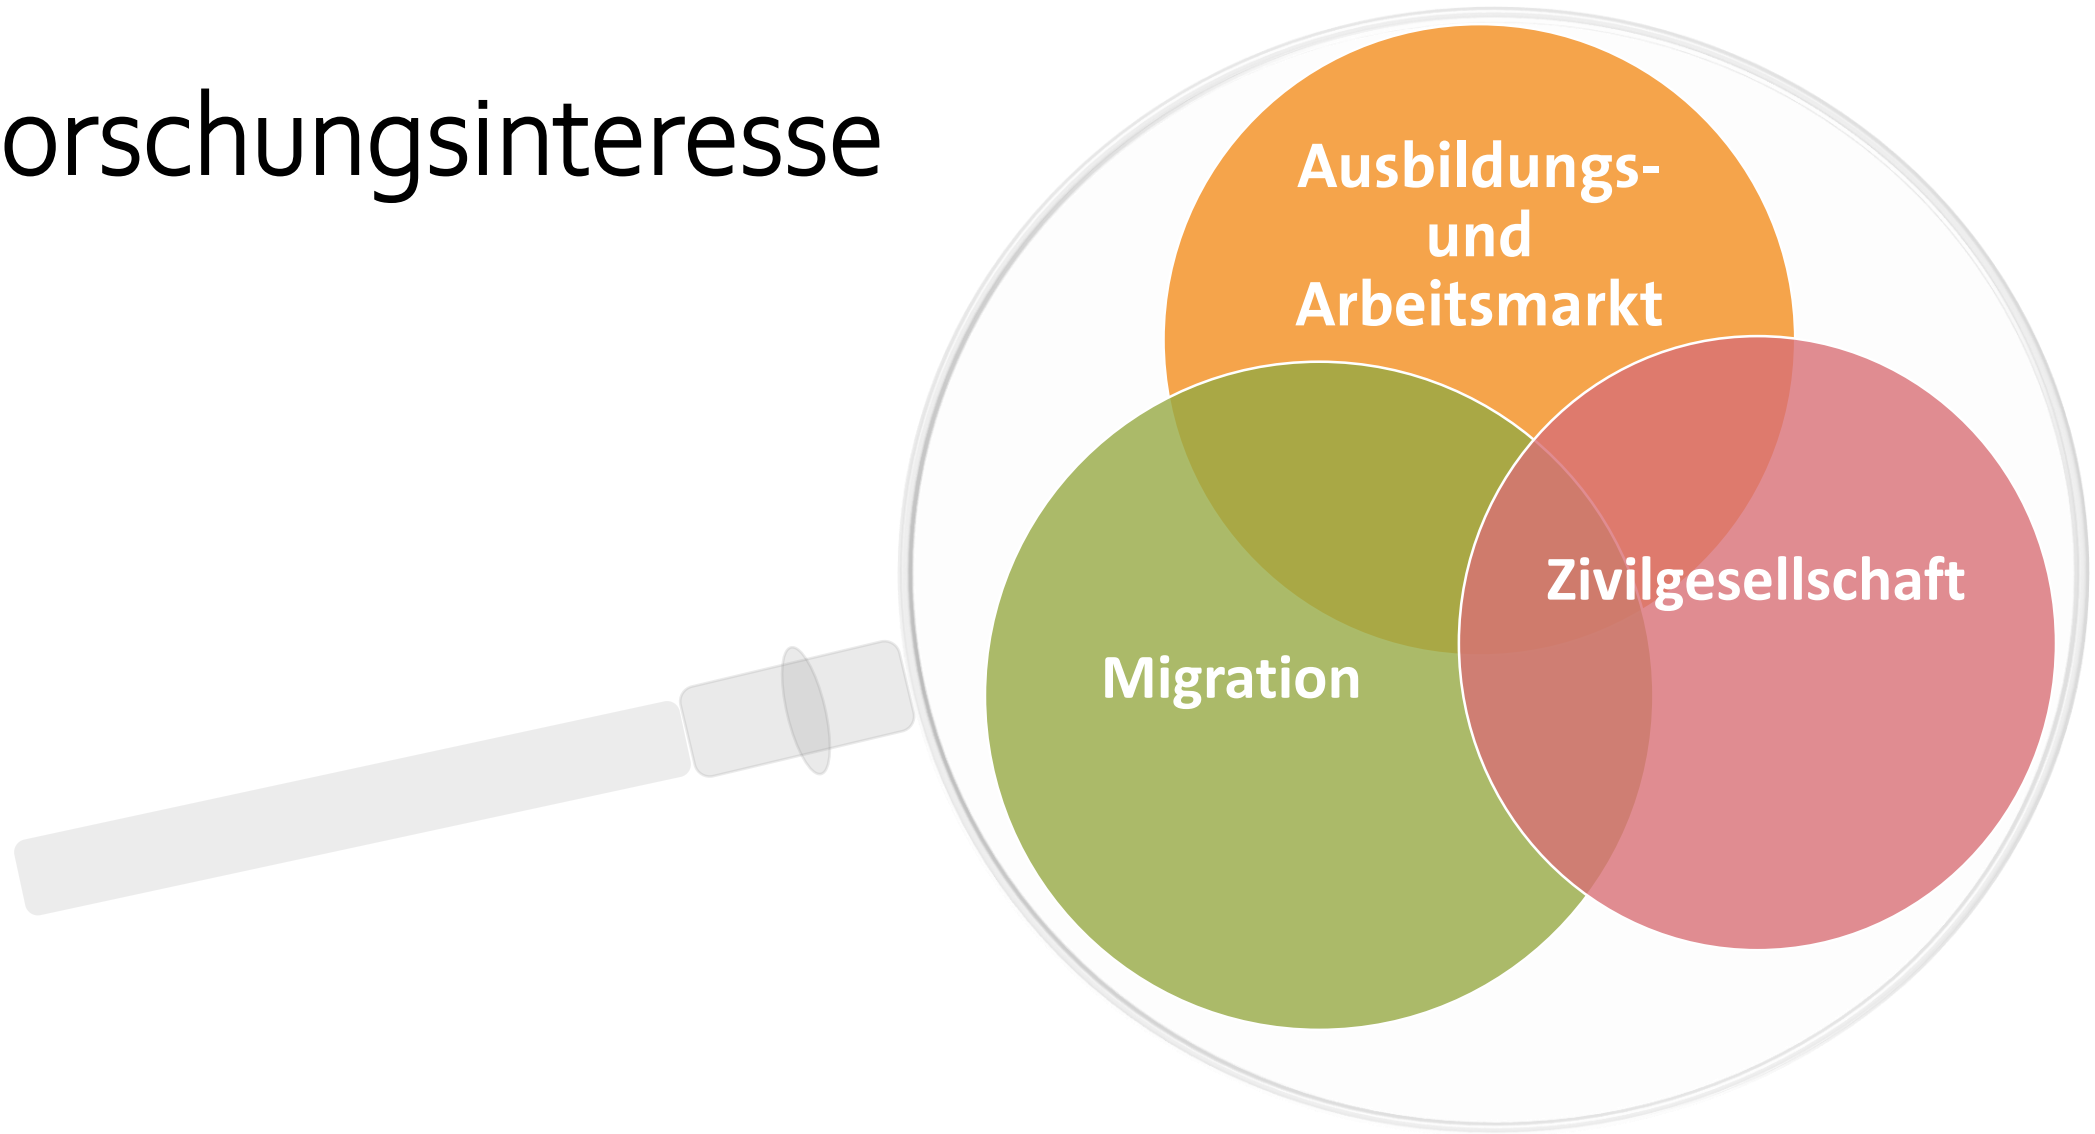 orschungsinteresse
Ausbildungs-
und
Arbeitsmarkt
Zivilgesellschaft
Migration